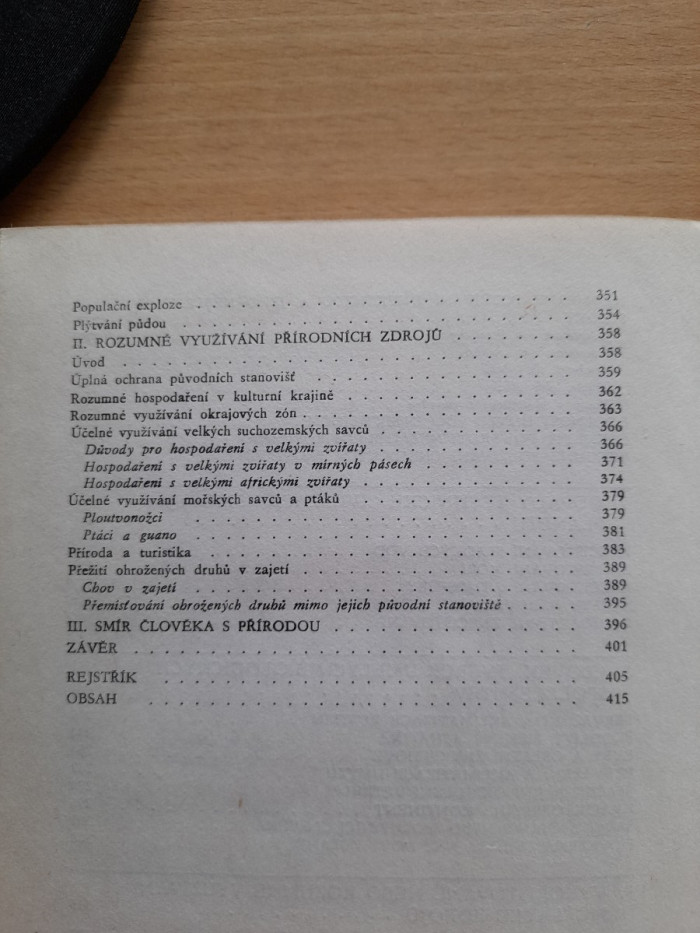 Populační exploze . . . . . . . . . . . . . . . . . . . . . . 351
Plýtvání půdou . . . . . . . . . . . . . . . . . . . . . . 354
II. ROZUMNÉ VYUŽÍVÁNÍ PŘÍRODNÍCH ZDROJŮ . . . . . . . 358
Úvod . . . . . . . . . . . . . . . . . . . . . . . . . 358
Úplná ochrana původních stanovišť . . . . . . . . . . . . . . 359
Rozumné hospodaření v kulturní krajině . . . . . . . . . . . . 362
Rozumné využívání okrajových zón . . . . . . . . . . . . . . . 363
Účelné využívání velkých suchozemských savců . . . . . . . . . . . 366
Důvody pro hospodaření s velkými zvířaty . . . . . . . . . . . 366
Hospodaření s velkými zvířaty v mírných pásech . . . . . . . . . 371
Hospodaření s velkými africkými zvířaty . . . . . . . . . . . . 374
Účelné využívání mořských savců a ptáků . . . . . . . . . . . . 379
Ploutvonožci . . . . . . . . . . . . . . . . . . . . . 379
Ptáci a guano . . . . . . . . . . . . . . . . . . . . . 381
Příroda a turistika . . . . . . . . . . . . . . . . . . . . 383
Přežití ohrožených druhů v zajetí . . . . . . . . . . . . . . . 389
Chov v zajetí . . . . . . . . . . . . . . . . . . . . . 389
Přemisťování ohrožených druhů mimo jejich původní stanoviště . . . . 395
III. SMÍR ČLOVĚKA S PŘÍRODOU . . . . . . . . . . . . . . 396
ZÁVĚR . . . . . . . . . . . . . . . . . . . . . . . . 401
REJSTŘÍK . . . . . . . . . . . . . . . . . . . . . . 405
OBSAH . . . . . . . . . . . . . . . . . . . . . . . 415